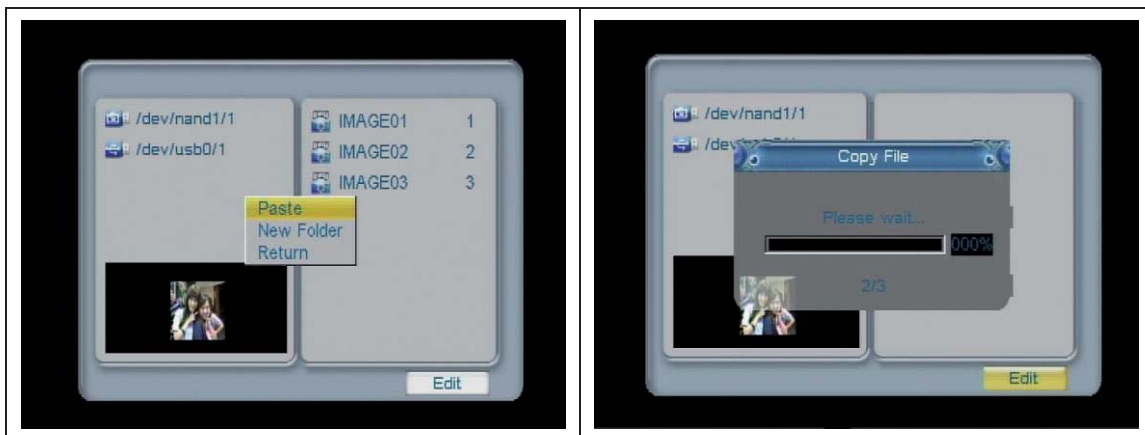 /dev/nand1/1
/dev/usb0/1
IMAGE01 1
IMAGE02 2
IMAGE03 3
Paste
New Folder
Return
Edit
/dev/nand1/1
/dev
Copy File
Please wait...
000%
2/3
Edit